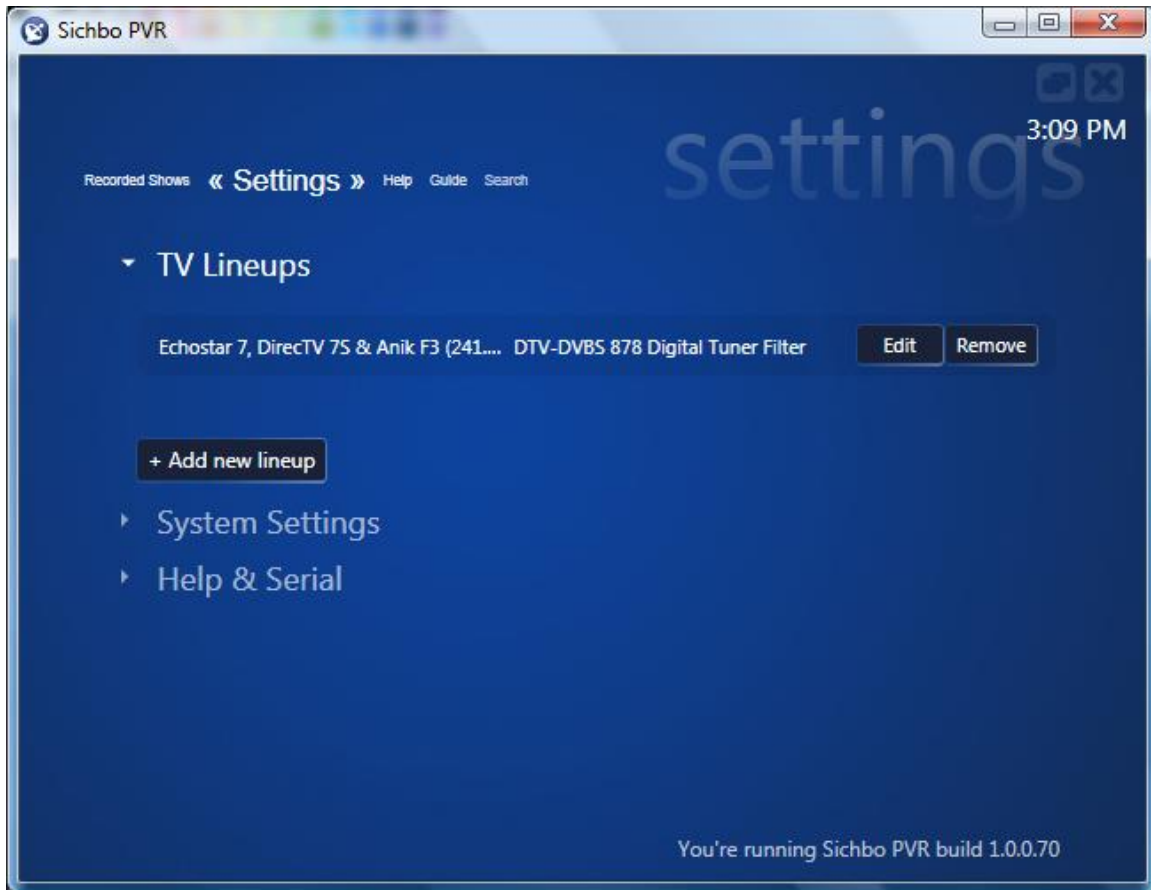 Sichbo PVR
settings
3:09 PM
Recorded Shows « Settings » Help Guide Search
TV Lineups
Echostar 7, DirecTV 7S & Anik F3 (241.... DTV-DVBS 878 Digital Tuner Filter Edit Remove
+ Add new lineup
System Settings
Help & Serial
You're running Sichbo PVR build 1.0.0.70